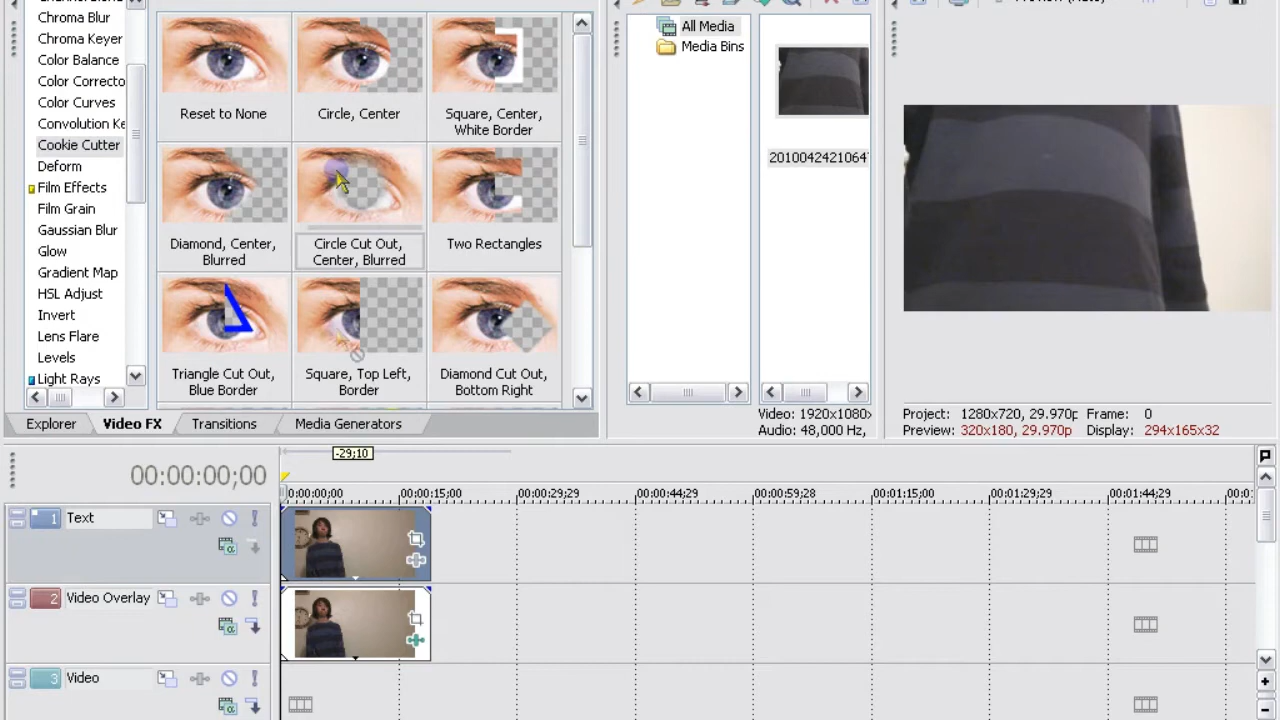 Chroma Blur
Chroma Keyer
Color Balance
Color Correcto
Color Curves
Convolution Ke
Cookie Cutter
Deform
Film Effects
Film Grain
Gaussian Blur
Glow
Gradient Map
HSL Adjust
Invert
Lens Flare
Levels
Light Rays
Reset to None
Circle, Center
Square, Center,
White Border
Diamond, Center,
Blurred
Circle Cut Out,
Center, Blurred
Two Rectangles
Triangle Cut Out,
Blue Border
Square, Top Left,
Border
Diamond Cut Out,
Bottom Right
Explorer
Video FX
Transitions
Media Generators
All Media
Media Bins
2010042421064
Video: 1920x1080x
Audio: 48,000 Hz,
Project: 1280x720, 29.970p Frame: 0
Preview: 320x180, 29.970p Display: 294x165x32
-29;10
00:00:00;00
0:00:00;00
00:00:15;00
00:00:29;29
00:00:44;29
00:00:59;28
00:01:15;00
00:01:29;29
00:01:44;29
00:0
1 Text
2 Video Overlay
3 Video